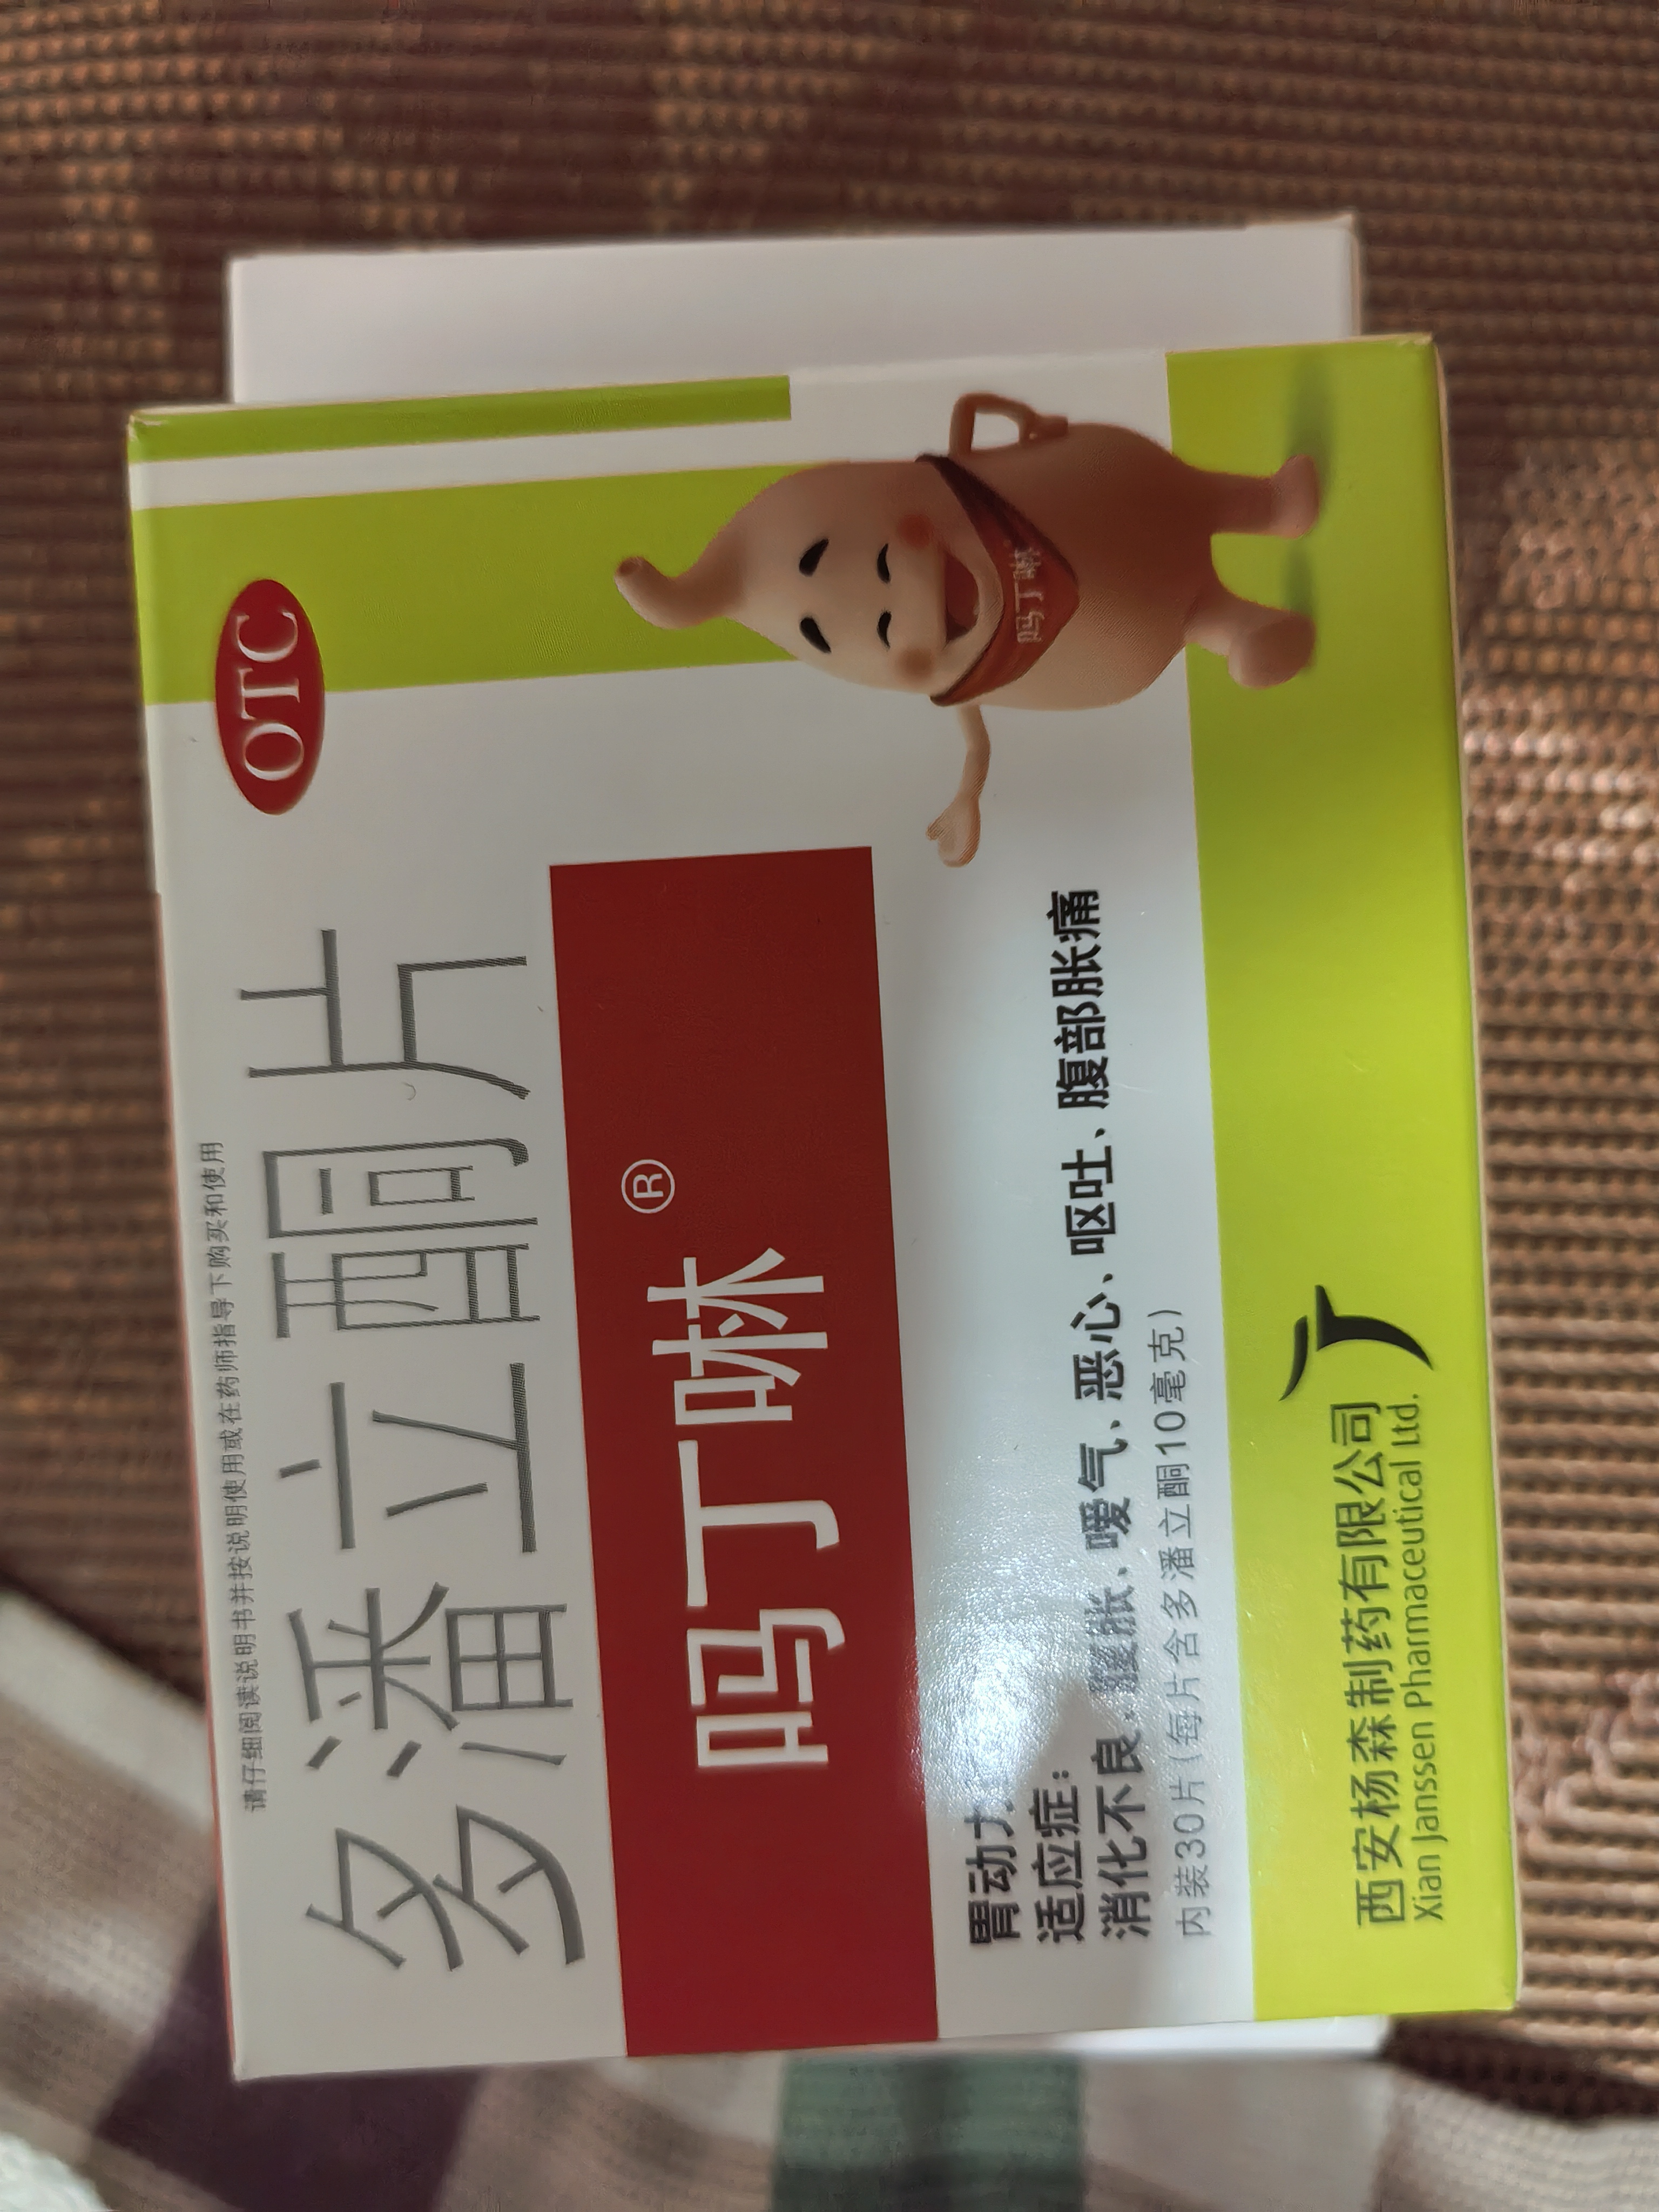 请仔细阅读说明书并按说明使用或在药师指导下购买和使用
OTC
多潘立酮片
吗丁啉®
吗丁啉
胃动力
适应症：
消化不良、腹胀、嗳气、恶心、呕吐、腹部胀痛
内装30片（每片含多潘立酮10毫克）
西安杨森制药有限公司
Xian Janssen Pharmaceutical Ltd.